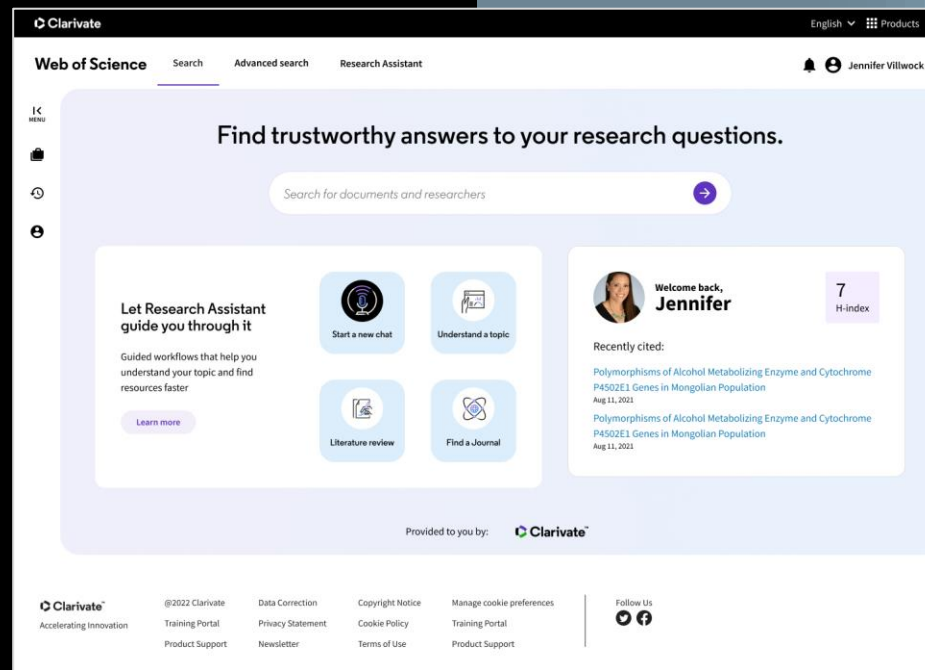 Clarivate
English
Products
Web of Science
Search
Advanced search
Research Assistant
Jennifer Villwock
MENU
Find trustworthy answers to your research questions.
Search for documents and researchers
Let Research Assistant
guide you through it
Guided workflows that help you
understand your topic and find
resources faster
Learn more
Start a new chat
Understand a topic
Literature review
Find a Journal
Welcome back,
Jennifer
7
H-index
Recently cited:
Polymorphisms of Alcohol Metabolizing Enzyme and Cytochrome
P4502E1 Genes in Mongolian Population
Aug 11, 2021
Polymorphisms of Alcohol Metabolizing Enzyme and Cytochrome
P4502E1 Genes in Mongolian Population
Aug 11, 2021
Provided to you by:
Clarivate™
Clarivate™
Accelerating Innovation
@2022 Clarivate
Training Portal
Product Support
Data Correction
Privacy Statement
Newsletter
Copyright Notice
Cookie Policy
Terms of Use
Manage cookie preferences
Training Portal
Product Support
Follow Us